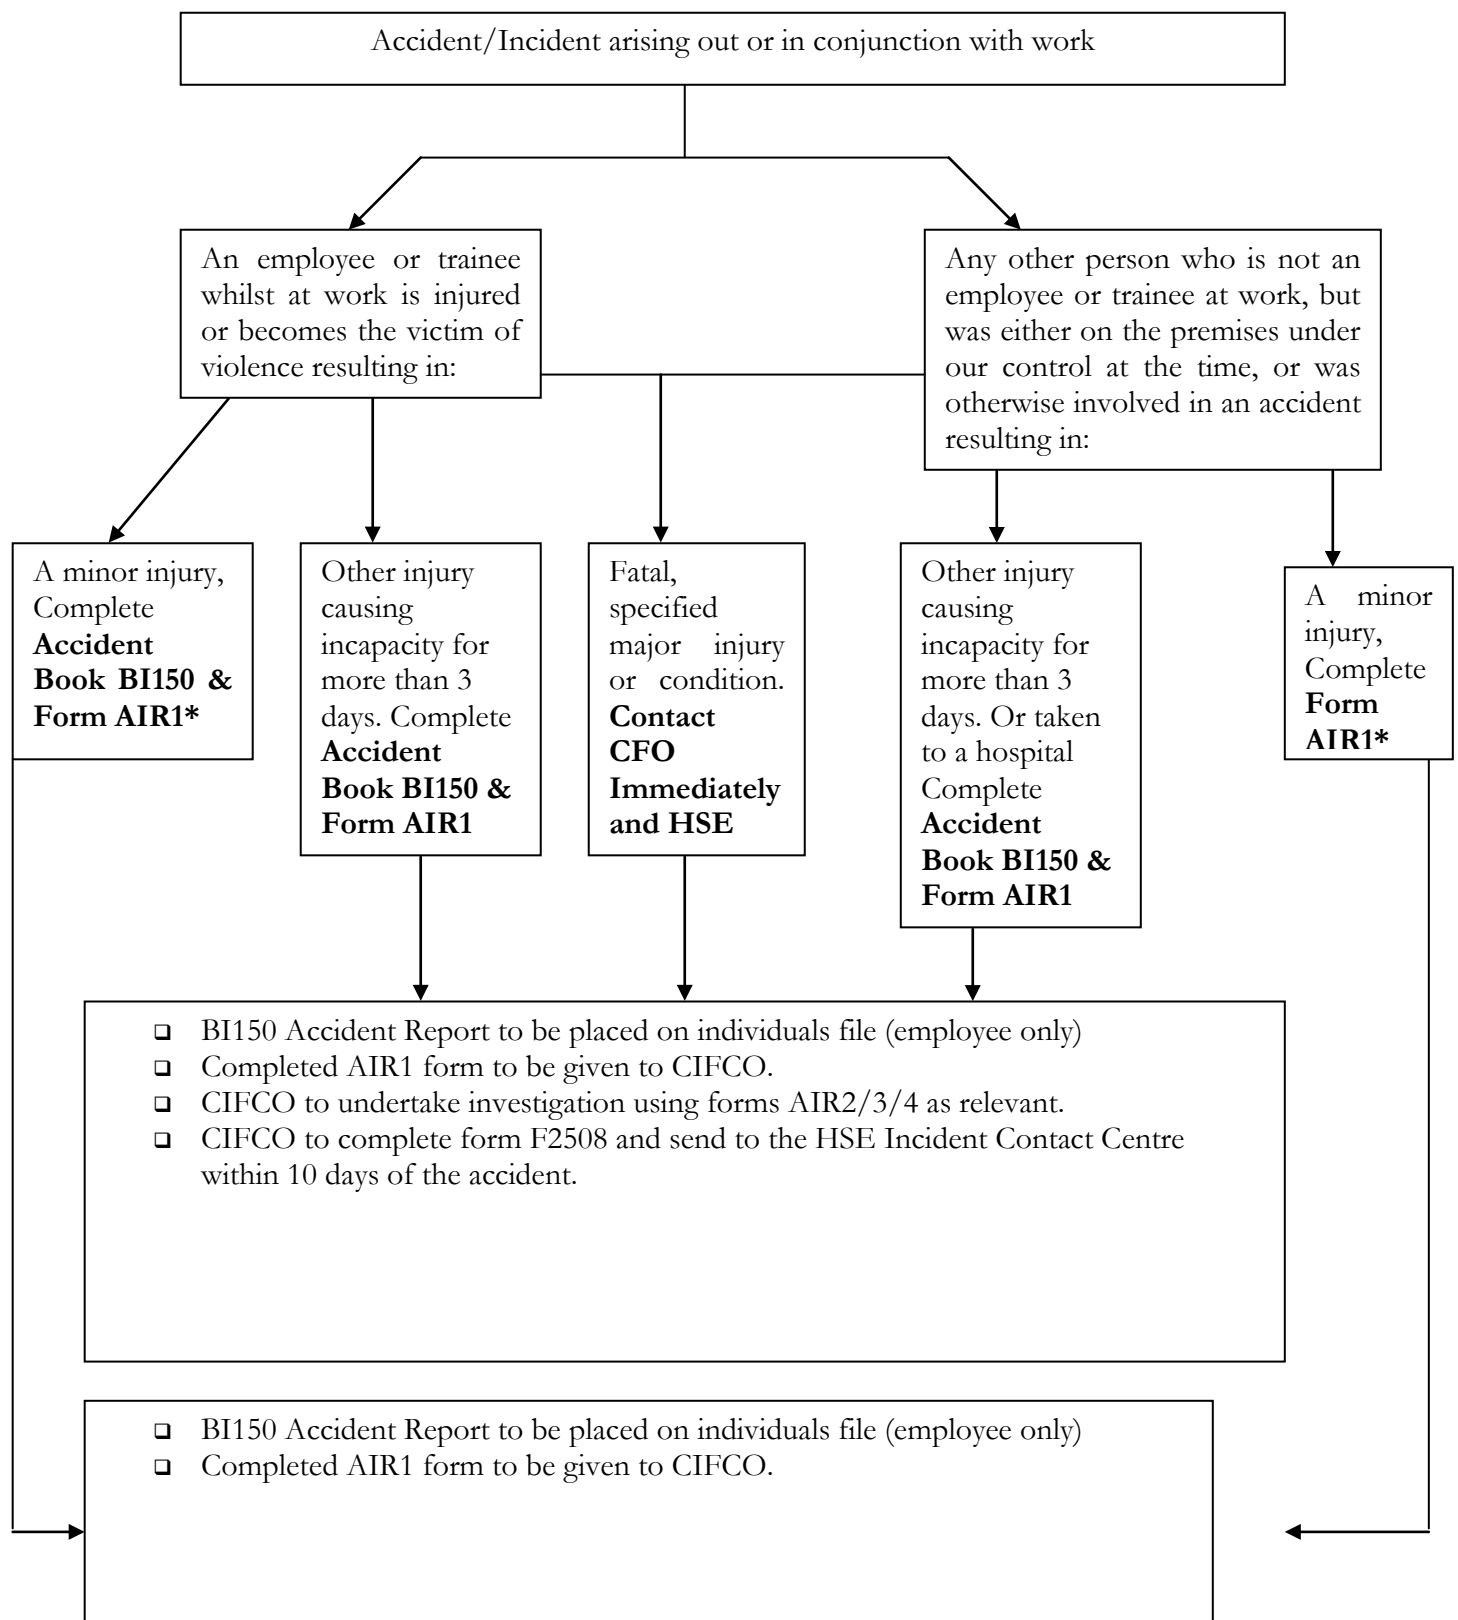 Accident/Incident arising out or in conjunction with work
An employee or trainee
whilst at work is injured
or becomes the victim of
violence resulting in:
Any other person who is not an
employee or trainee at work, but
was either on the premises under
our control at the time, or was
otherwise involved in an accident
resulting in:
A minor injury,
Complete
Accident
Book BI150 &
Form AIR1*
Other injury
causing
incapacity for
more than 3
days. Complete
Accident
Book BI150 &
Form AIR1
Fatal,
specified
major injury
or condition.
Contact
CFO
Immediately
and HSE
Other injury
causing
incapacity for
more than 3
days. Or taken
to a hospital
Complete
Accident
Book BI150 &
Form AIR1
A minor
injury,
Complete
Form
AIR1*
❑ BI150 Accident Report to be placed on individuals file (employee only)
❑ Completed AIR1 form to be given to CIFCO.
❑ CIFCO to undertake investigation using forms AIR2/3/4 as relevant.
❑ CIFCO to complete form F2508 and send to the HSE Incident Contact Centre
within 10 days of the accident.
❑ BI150 Accident Report to be placed on individuals file (employee only)
❑ Completed AIR1 form to be given to CIFCO.